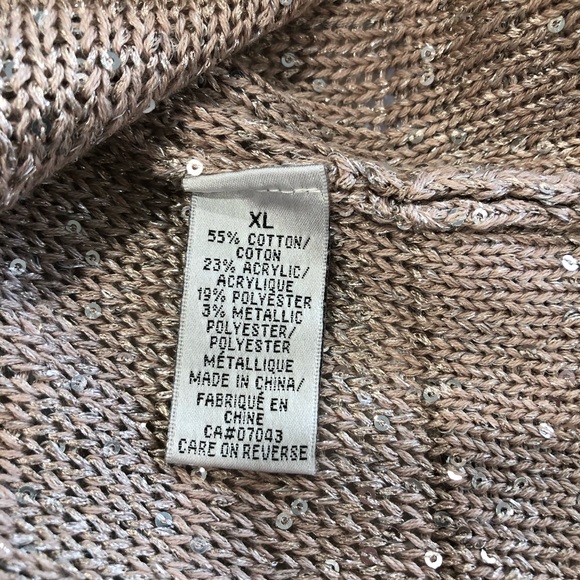 XL
55% COTTON/
COTON
23% ACRYLIC/
ACRYLIQUE
19% POLYESTER
3% METALLIC
POLYESTER/
POLYESTER
MÉTALLIQUE
MADE IN CHINA/
FABRIQUÉ EN
CHINE
CA#07043
CARE ON REVERSE